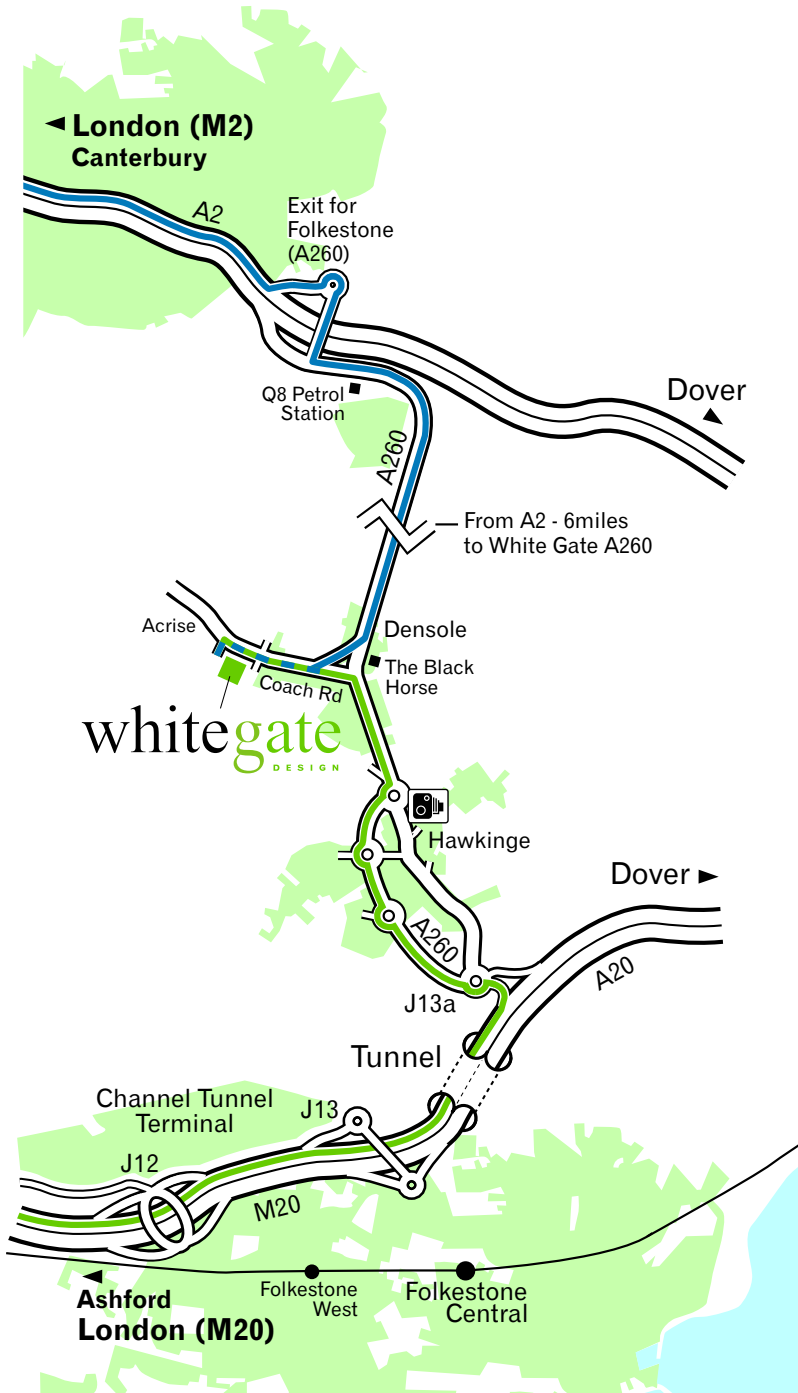 London (M2)
Canterbury
A2
Exit for
Folkestone
(A260)
Dover
Q8 Petrol
Station
A260
From A2 - 6miles
to White Gate A260
Acrise
Densole
The Black
Horse
Coach Rd
whitegate
DESIGN
Hawkinge
Dover
A260
A20
J13a
Tunnel
Channel Tunnel
Terminal
J13
J12
M20
Ashford
London (M20)
Folkestone
West
Folkestone
Central